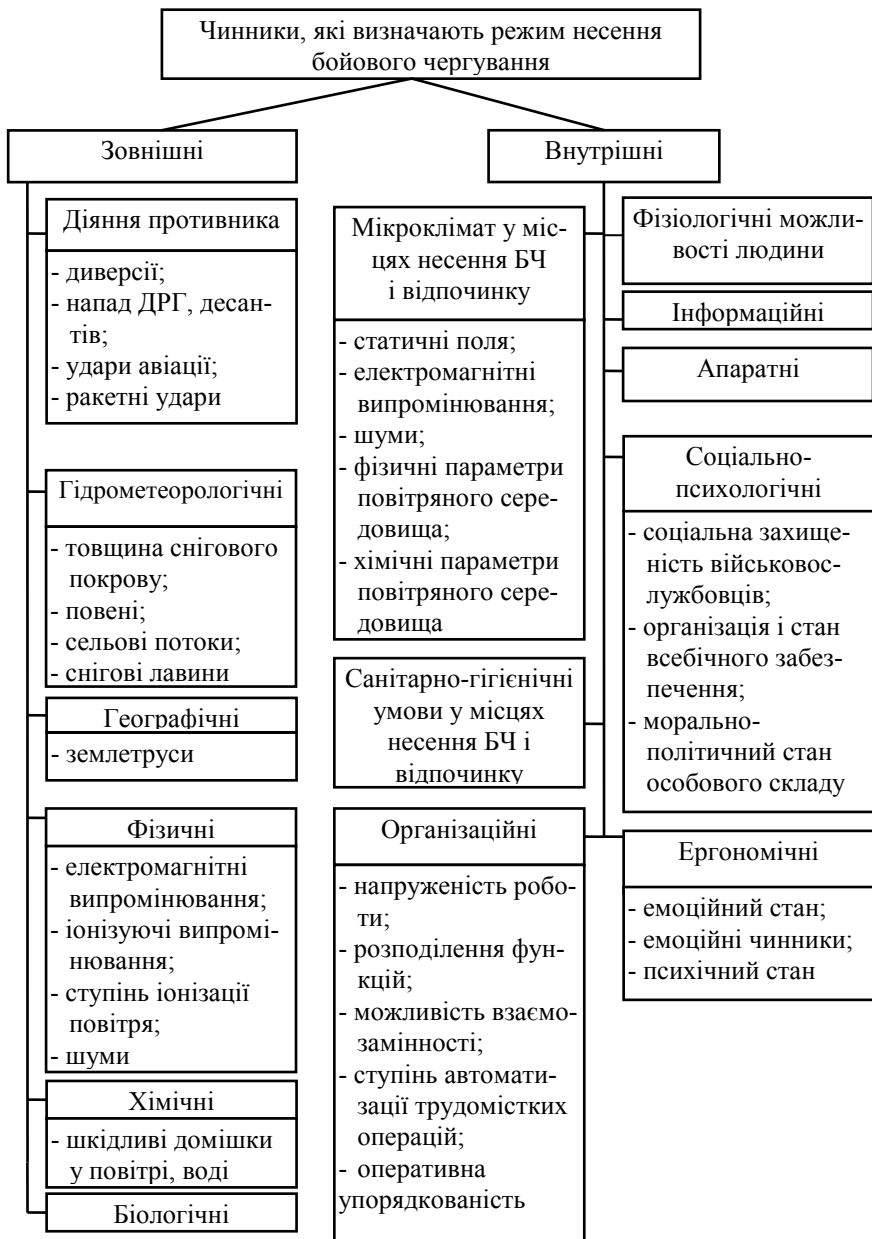 Чинники, які визначають режим несення
бойового чергування
Зовнішні
Діяння противника
- диверсії;
- напад ДРГ, десан-
тів;
- удари авіації;
- ракетні удари
Гідрометеорологічні
- товщина снігового
покрову;
- повені;
- сельові потоки;
- снігові лавини
Географічні
- землетруси
Фізичні
- електромагнітні
випромінювання;
- іонізуючі випромі-
нювання;
- ступінь іонізації
повітря;
- шуми
Хімічні
- шкідливі домішки
у повітрі, воді
Біологічні
Внутрішні
Мікроклімат у міс-
цях несення БЧ
і відпочинку
- статичні поля;
- електромагнітні
випромінювання;
- шуми;
- фізичні параметри
повітряного сере-
довища;
- хімічні параметри
повітряного сере-
довища
Санітарно-гігієнічні
умови у місцях
несення БЧ і
відпочинку
Організаційні
- напруженість робо-
ти;
- розподілення фун-
кцій;
- можливість взаємо-
замінності;
- ступінь автомати-
зації трудомістких
операцій;
- оперативна
упорядкованість
Фізіологічні можли-
вості людини
Інформаційні
Апаратні
Соціально-
психологічні
- соціальна захище-
ність військовос-
лужбовців;
- організація і стан
всебічного забез-
печення;
- морально-
політичний стан
особового складу
Ергономічні
- емоційний стан;
- емоційні чинники;
- психічний стан